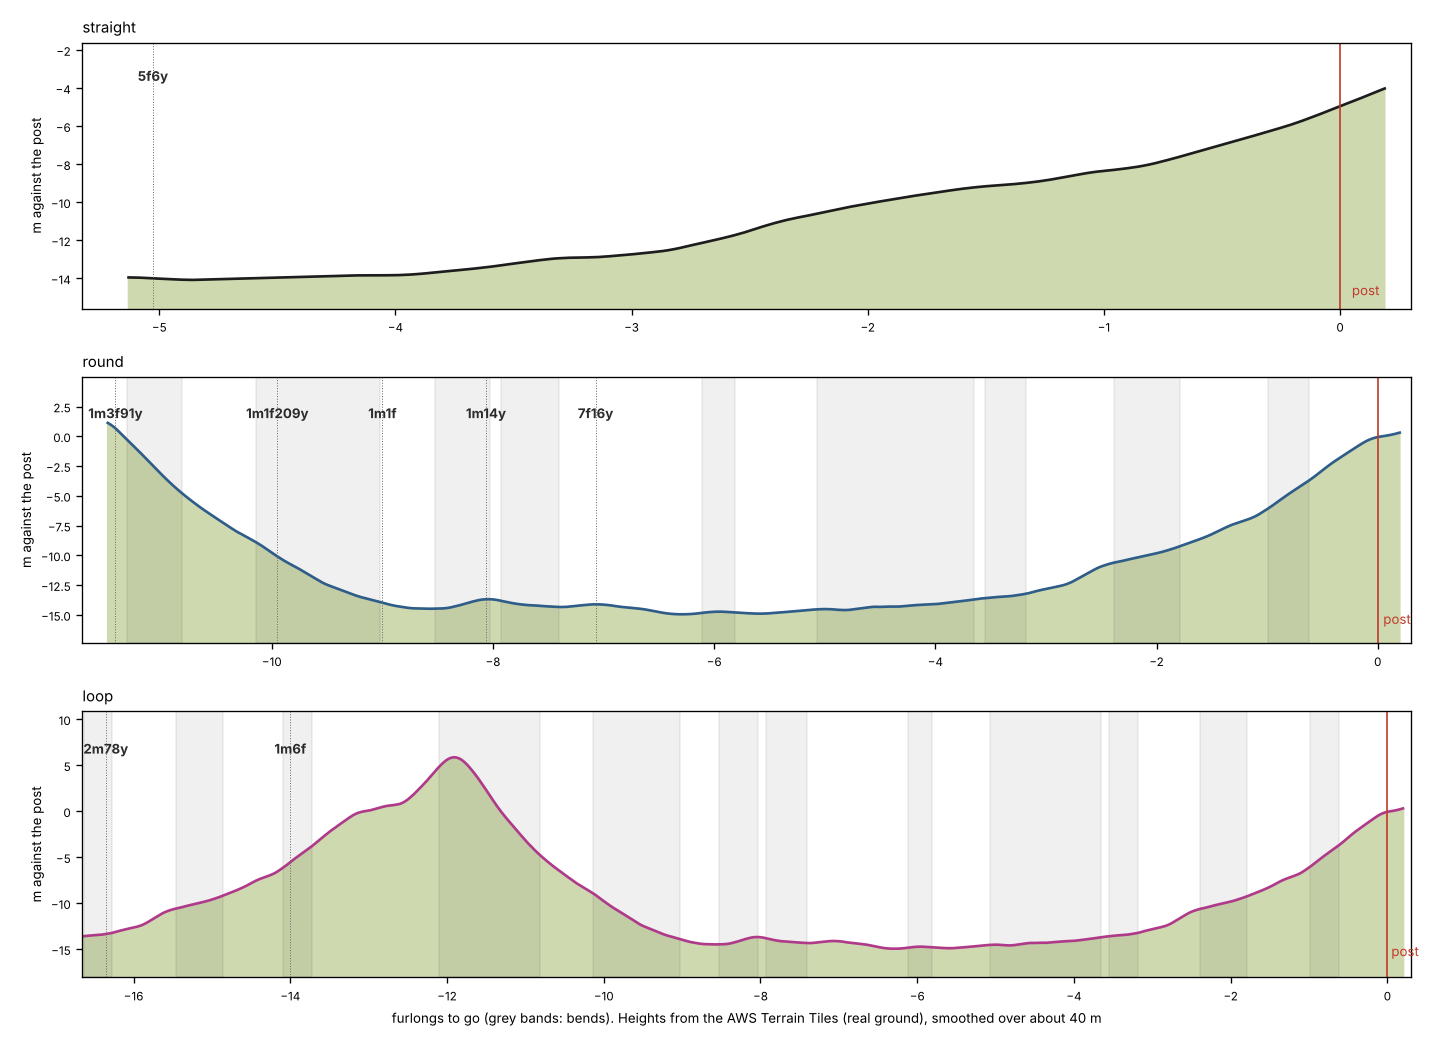 straight
m against the post
−2
−4
−6
−8
−10
−12
−14
5f6y
post
−5 −4 −3 −2 −1 0
round
m against the post
2.5
0.0
−2.5
−5.0
−7.5
−10.0
−12.5
−15.0
1m3f91y 1m1f209y 1m1f 1m14y 7f16y
post
−10 −8 −6 −4 −2 0
loop
m against the post
10
5
0
−5
−10
−15
2m78y 1m6f
post
−16 −14 −12 −10 −8 −6 −4 −2 0
furlongs to go (grey bands: bends). Heights from the AWS Terrain Tiles (real ground), smoothed over about 40 m